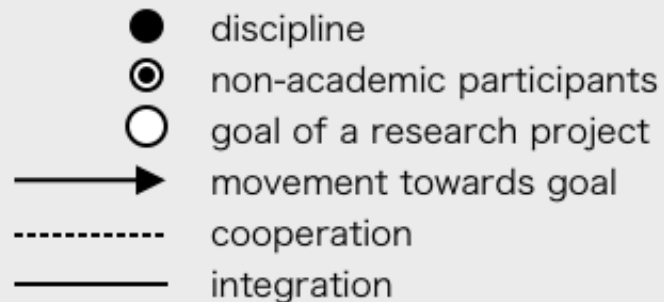 discipline
non-academic participants
goal of a research project
movement towards goal
cooperation
integration